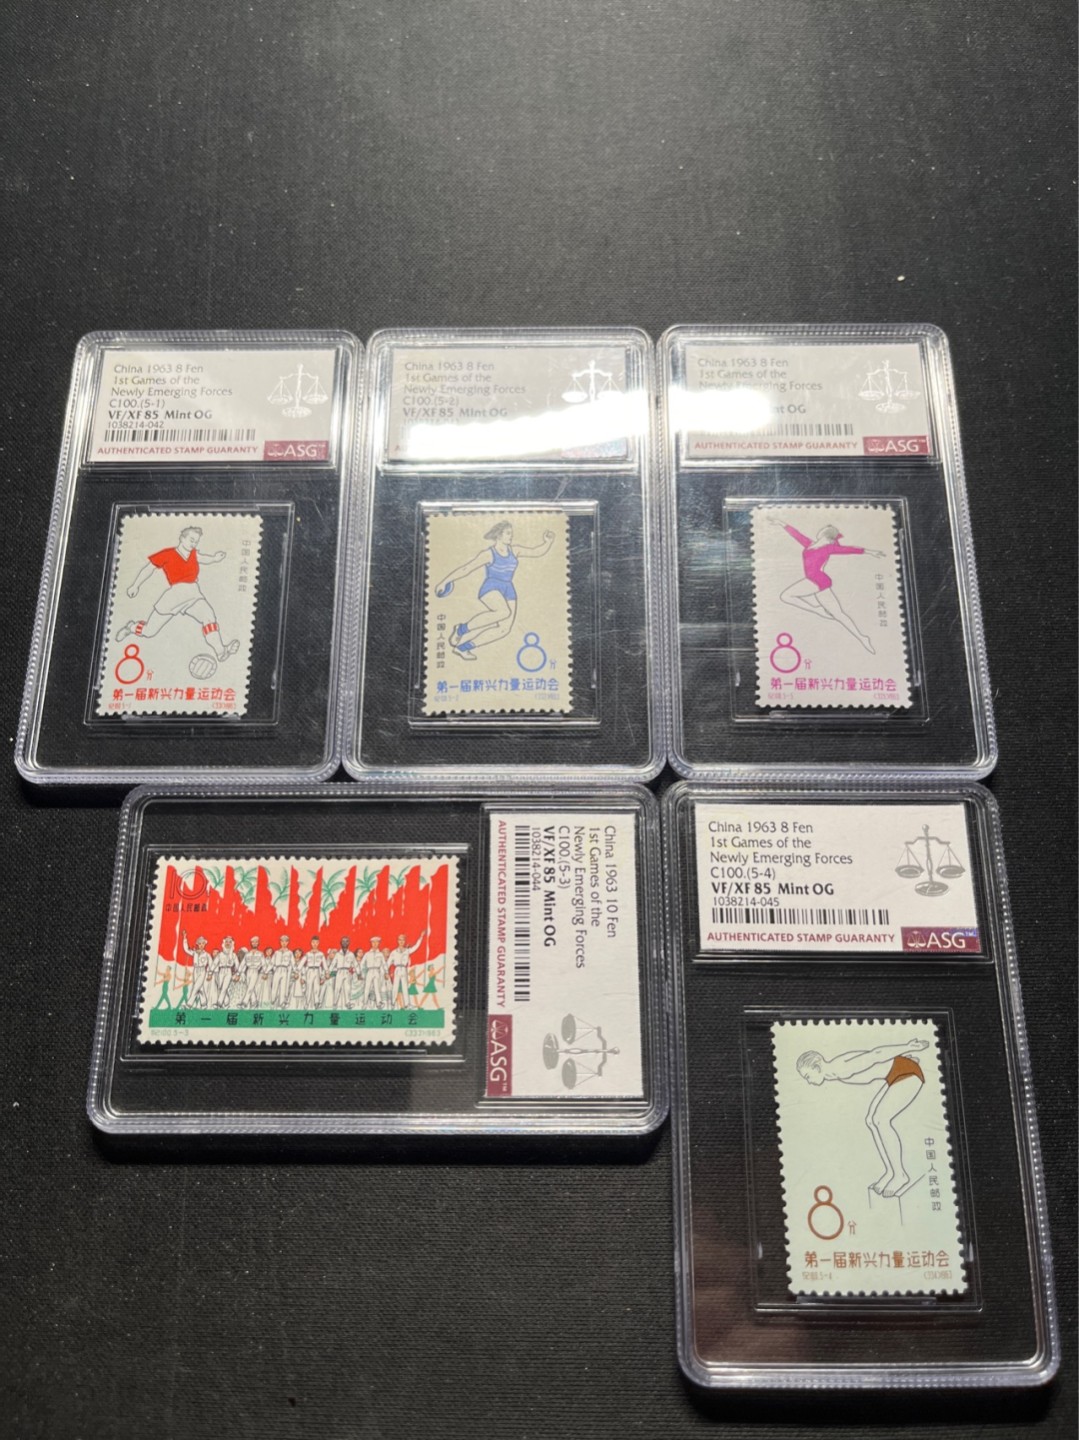 China 1963 8 Fen
1st Games of the
Newly Emerging Forces
C100.(5-1)
VF/XF 85 Mint OG
1038214-042
AUTHENTICATED STAMP GUARANTY
ASG™
中国人民邮政
8分
第一届新兴力量运动会
China 1963 8 Fen
1st Games of the
Newly Emerging Forces
C100.(5-2)
VF/XF 85 Mint OG
中国人民邮政
8分
第一届新兴力量运动会
China 1963 8 Fen
1st Games of the
Newly Emerging Forces
Mint OG
AUTHENTICATED STAMP GUARANTY
ASG™
中国人民邮政
8分
第一届新兴力量运动会
China 1963 10 Fen
1st Games of the
Newly Emerging Forces
C100.(5-3)
VF/XF 85 Mint OG
1038214-044
AUTHENTICATED STAMP GUARANTY
ASG™
10
中国人民邮政
第一届新兴力量运动会
China 1963 8 Fen
1st Games of the
Newly Emerging Forces
C100.(5-4)
VF/XF 85 Mint OG
1038214-045
AUTHENTICATED STAMP GUARANTY
ASG™
中国人民邮政
8分
第一届新兴力量运动会